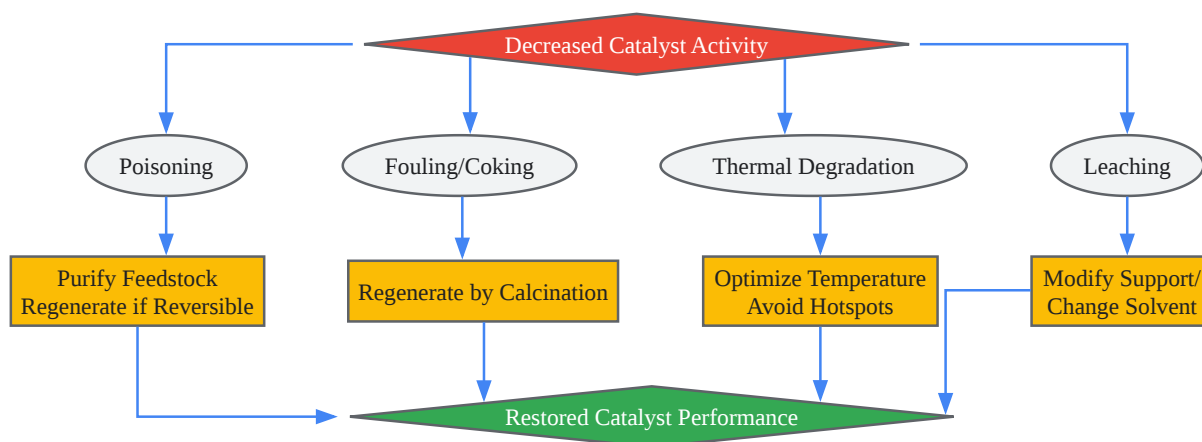 Decreased Catalyst Activity
Poisoning
Fouling/Coking
Thermal Degradation
Leaching
Purify Feedstock
Regenerate if Reversible
Regenerate by Calcination
Optimize Temperature
Avoid Hotspots
Modify Support/
Change Solvent
Restored Catalyst Performance